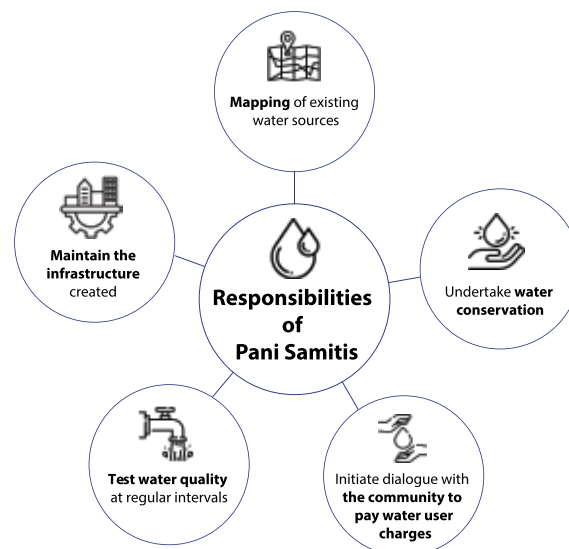 Mapping of existing
water sources
Maintain the
infrastructure
created
Responsibilities
of
Pani Samitis
Undertake water
conservation
Test water quality
at regular intervals
Initiate dialogue with
the community to
pay water user
charges